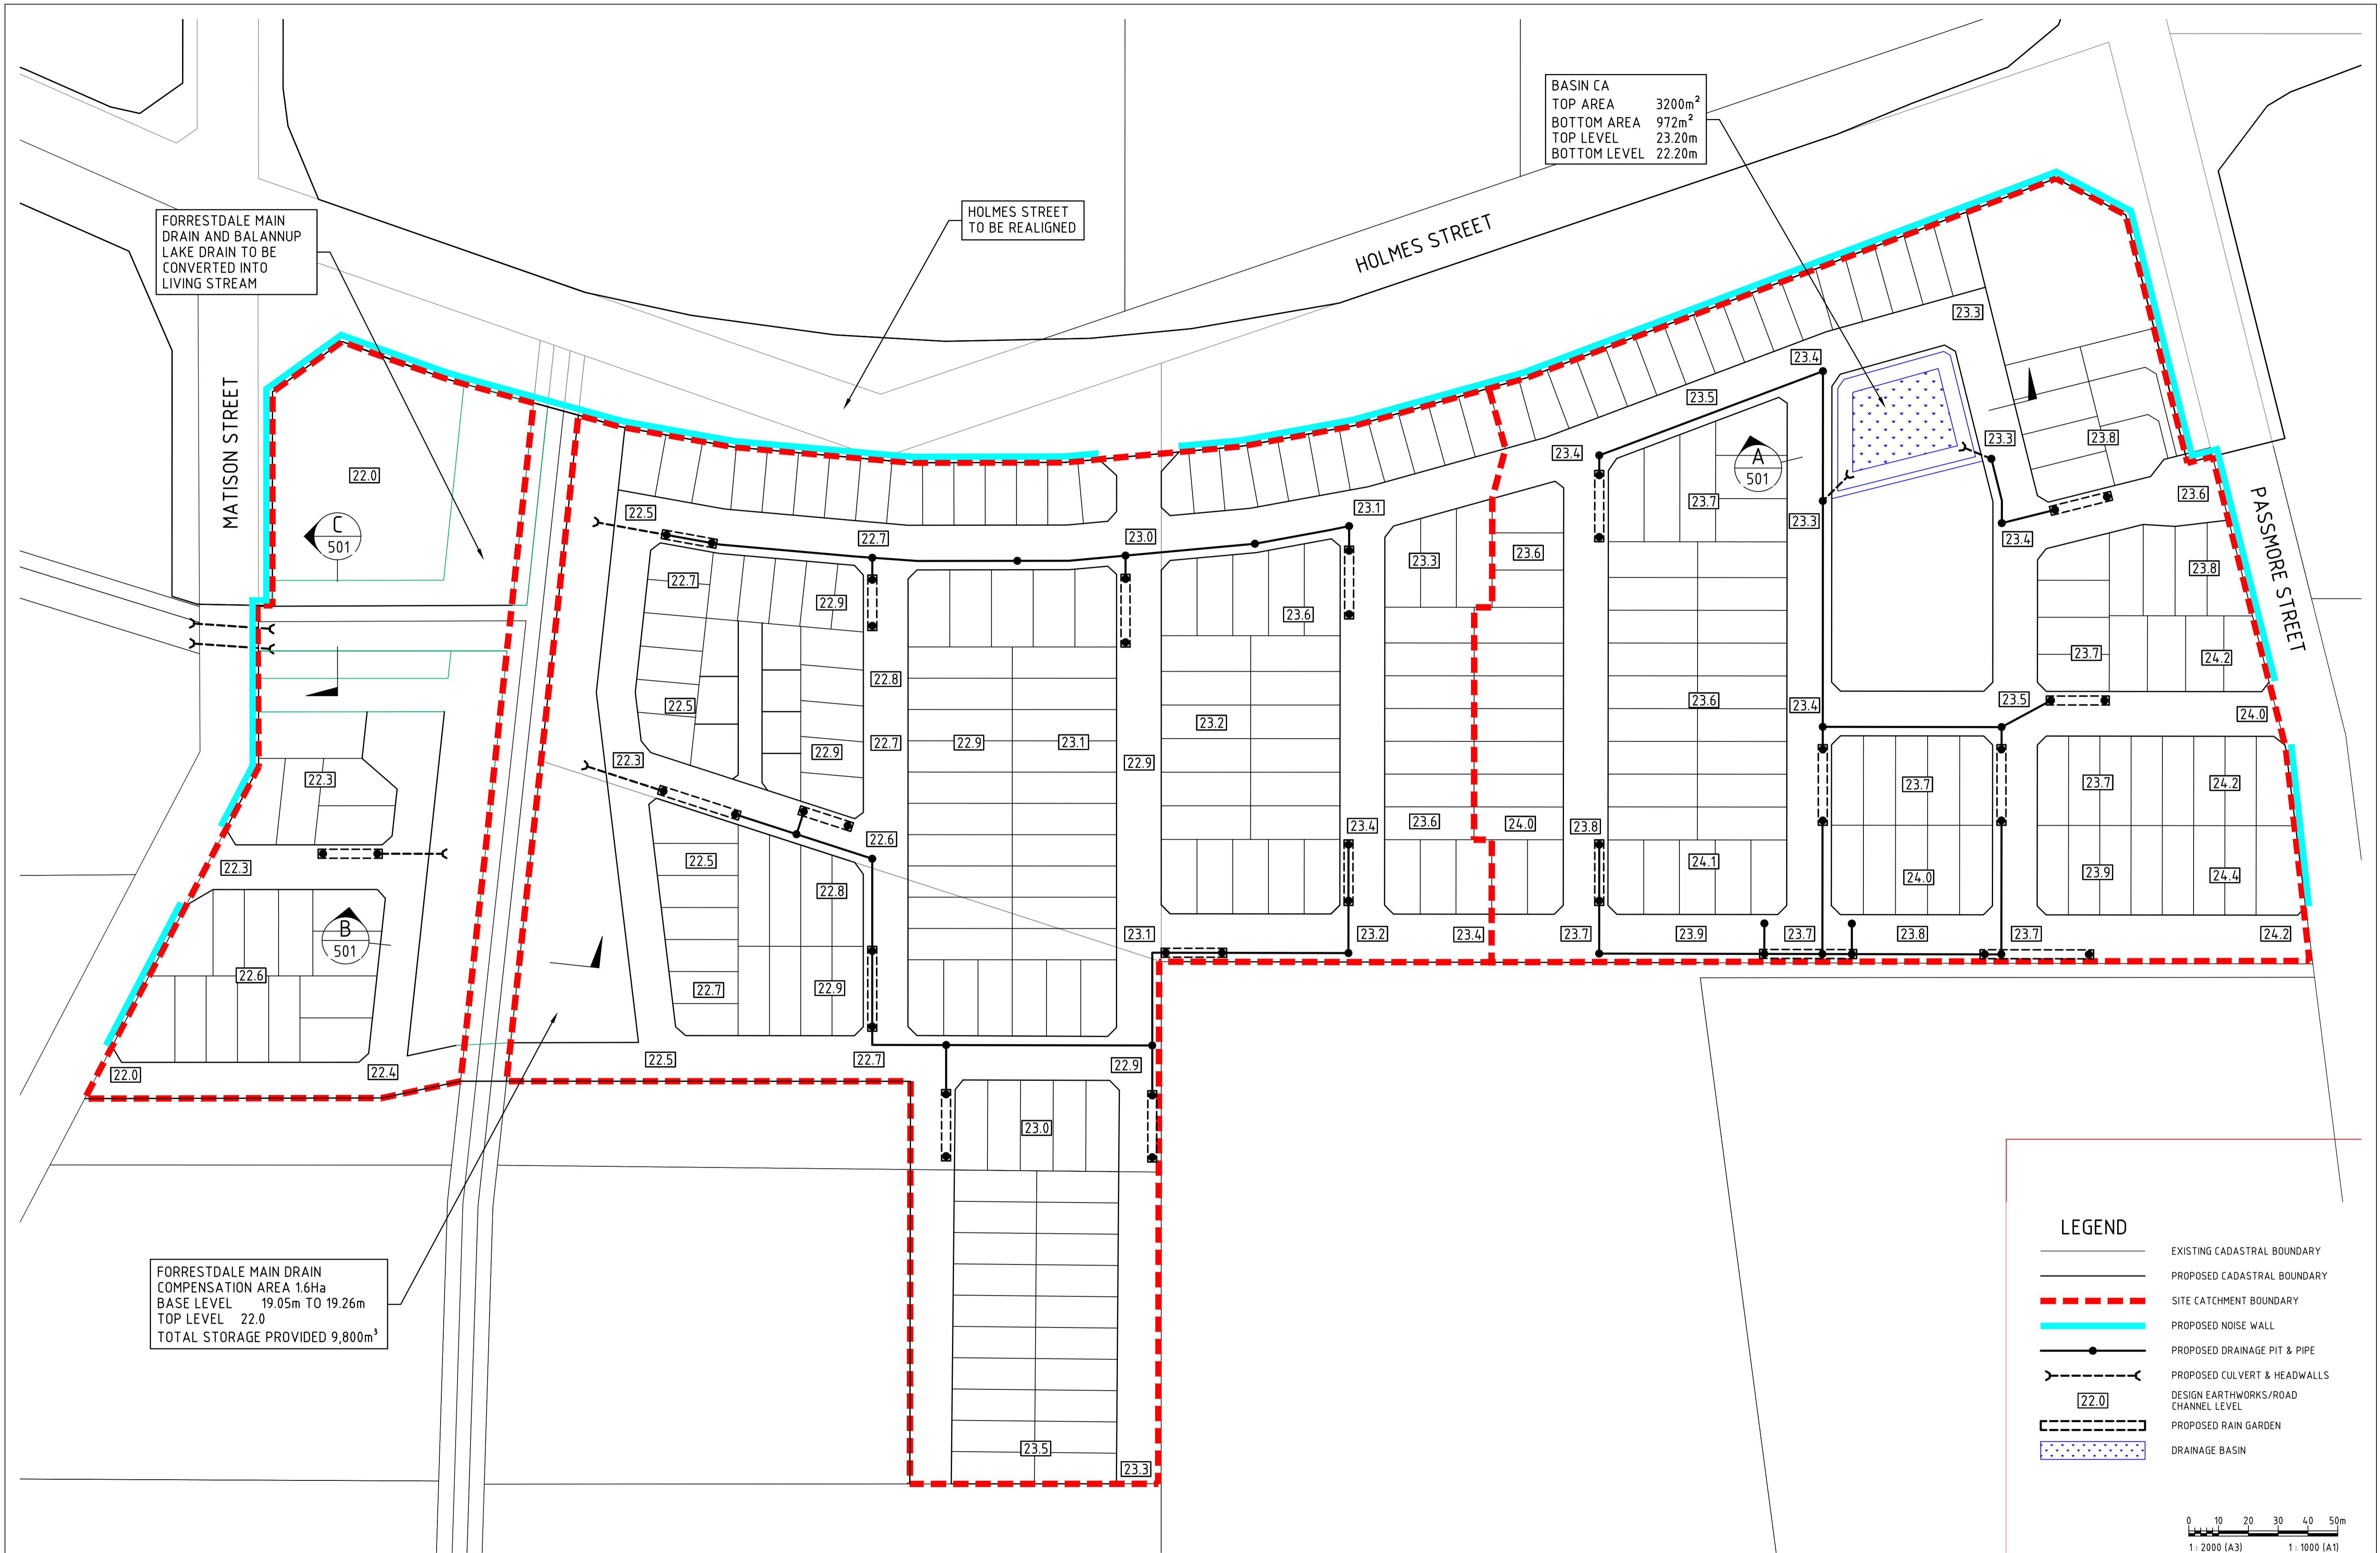 BASIN CA
TOP AREA 3200m²
BOTTOM AREA 972m²
TOP LEVEL 23.20m
BOTTOM LEVEL 22.20m
FORRESTDALE MAIN
DRAIN AND BALANNUP
LAKE DRAIN TO BE
CONVERTED INTO
LIVING STREAM
HOLMES STREET
TO BE REALIGNED
HOLMES STREET
MATISON STREET
PASSMORE STREET
23.3
23.4
23.5
23.4
23.3
23.8
22.0
A
501
23.7
23.6
22.5
22.7
23.0
23.1
23.3
23.4
C
501
23.3
23.6
23.8
22.7
22.9
23.6
23.7
24.2
22.8
22.5
23.2
23.6
23.4
23.5
24.0
22.9
22.7
22.9
23.1
22.9
22.3
22.3
23.7
23.7
24.2
22.6
23.4
23.6
24.0
23.8
22.3
22.5
22.8
24.1
24.0
23.9
24.4
B
501
23.1
23.2
23.4
23.7
23.9
23.7
23.8
23.7
24.2
22.6
22.7
22.9
22.0
22.4
22.5
22.7
22.9
23.0
23.5
23.3
FORRESTDALE MAIN DRAIN
COMPENSATION AREA 1.6Ha
BASE LEVEL 19.05m TO 19.26m
TOP LEVEL 22.0
TOTAL STORAGE PROVIDED 9,800m³
LEGEND
EXISTING CADASTRAL BOUNDARY
PROPOSED CADASTRAL BOUNDARY
SITE CATCHMENT BOUNDARY
PROPOSED NOISE WALL
PROPOSED DRAINAGE PIT & PIPE
PROPOSED CULVERT & HEADWALLS
22.0
DESIGN EARTHWORKS/ROAD
CHANNEL LEVEL
PROPOSED RAIN GARDEN
DRAINAGE BASIN
0 10 20 30 40 50m
1 : 2000 (A3) 1 : 1000 (A1)